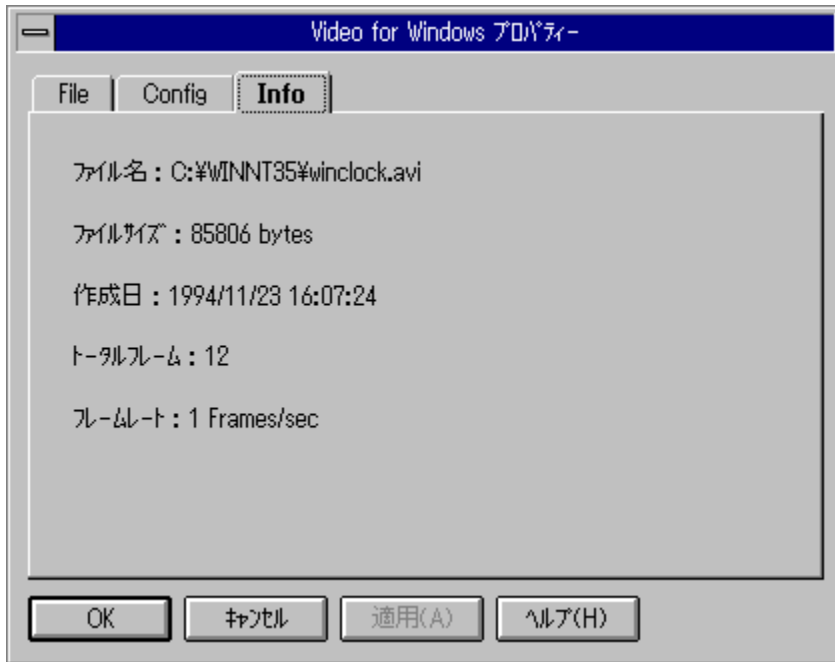 Video for Windows ﾌﾟﾛﾊﾟﾃｨｰ
File Config Info
ﾌｧｲﾙ名 : C:¥WINNT35¥winclock.avi
ﾌｧｲﾙｻｲｽﾞ : 85806 bytes
作成日 : 1994/11/23 16:07:24
ﾄｰﾀﾙﾌﾚｰﾑ : 12
ﾌﾚｰﾑﾚｰﾄ : 1 Frames/sec
OK ｷｬﾝｾﾙ 適用(A) ﾍﾙﾌﾟ(H)